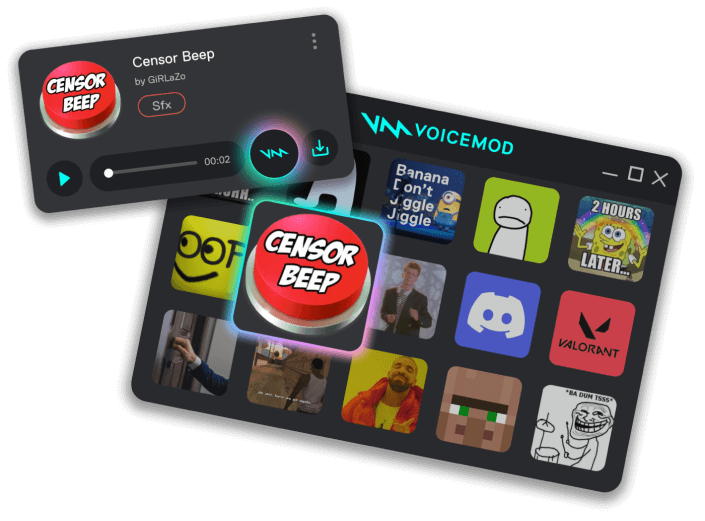 Censor Beep
by GiRLaZo
Sfx
CENSOR
BEEP
00:02
VOICEMOD
Banana
Don't
Jiggle
Jiggle
2 HOURS
LATER...
OOF
CENSOR
BEEP
VALORANT
*BA DUM TSSS*